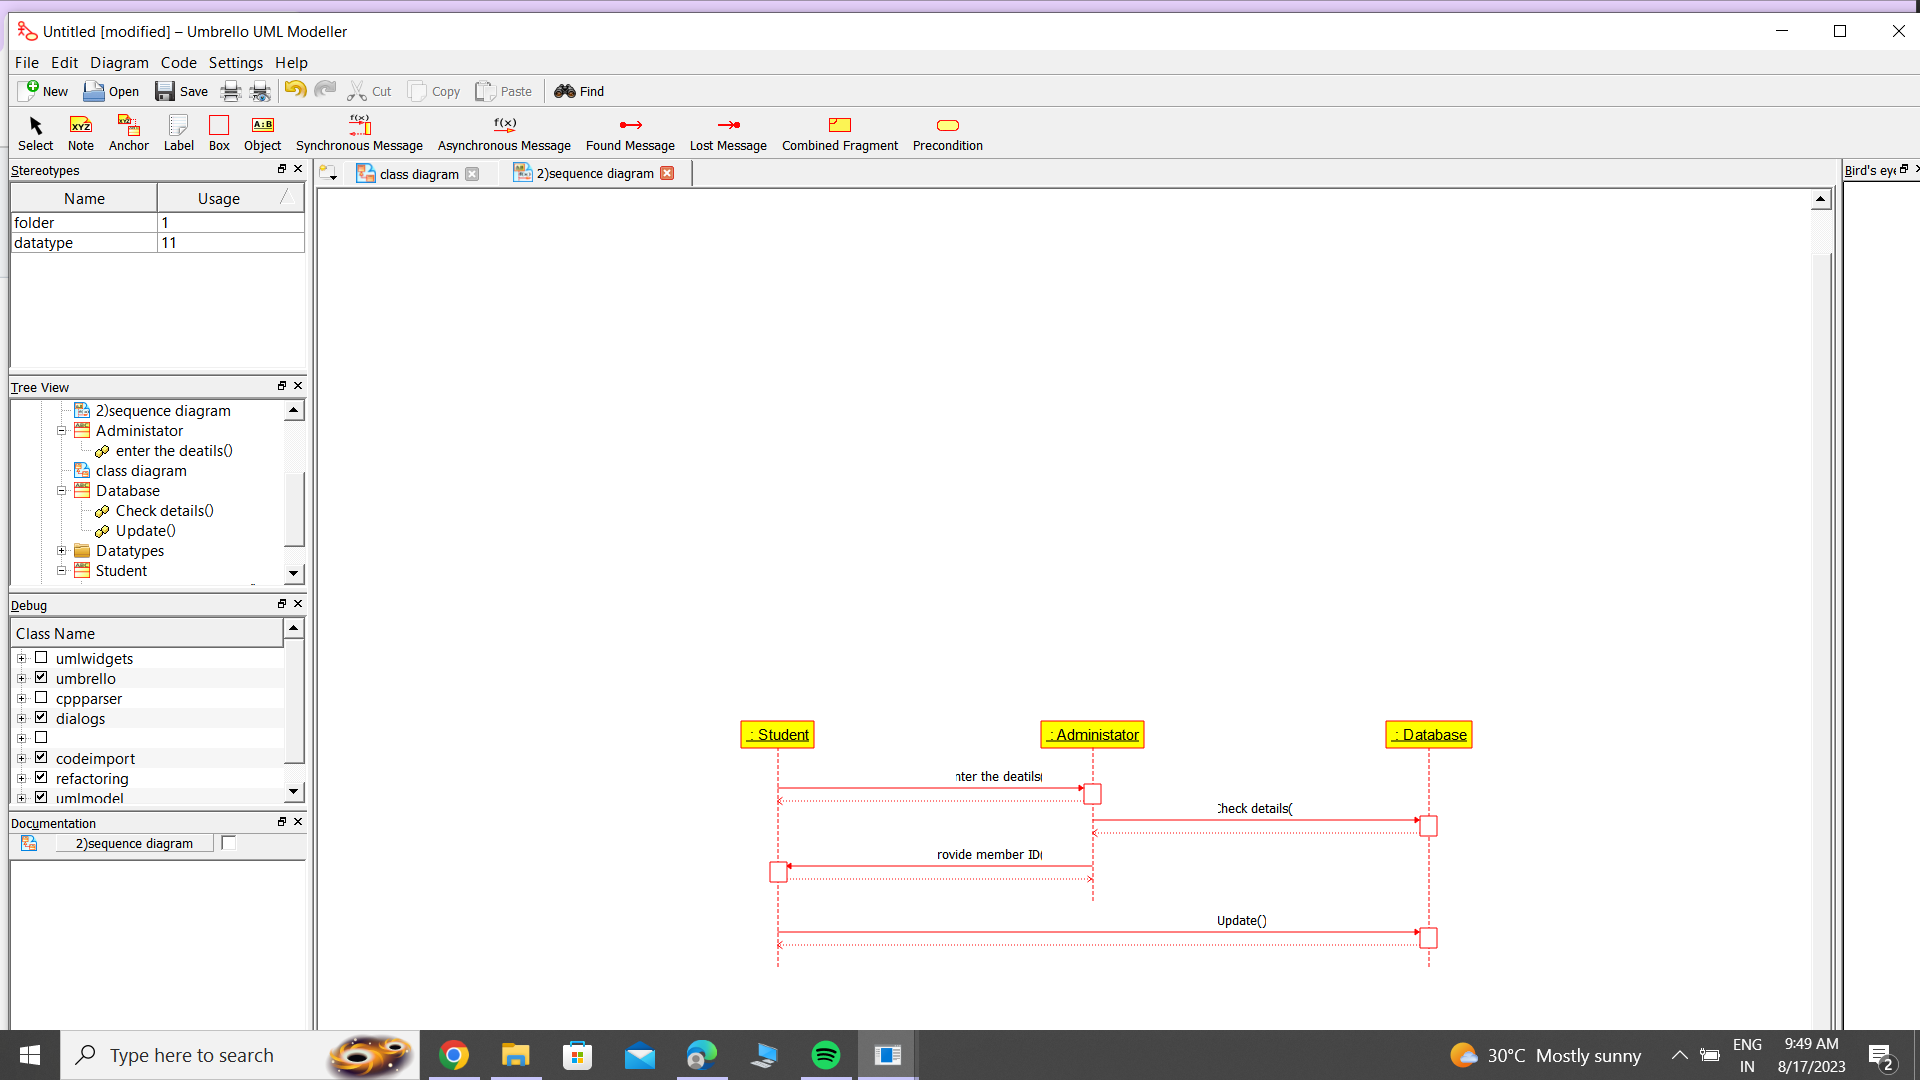 Untitled [modified] – Umbrello UML Modeller
File Edit Diagram Code Settings Help
New Open Save Cut Copy Paste Find
XYZ XYZ A:B f(x) f(x)
Select Note Anchor Label Box Object Synchronous Message Asynchronous Message Found Message Lost Message Combined Fragment Precondition
Stereotypes
class diagram 2)sequence diagram
Bird's eye
Name Usage
folder 1
datatype 11
Tree View
2)sequence diagram
Administator
enter the deatils()
class diagram
Database
Check details()
Update()
Datatypes
Student
Debug
Class Name
umlwidgets
umbrello
cppparser
dialogs
codeimport
refactoring
umlmodel
Documentation
2)sequence diagram
: Student : Administator : Database
nter the deatils(
Check details(
rovide member ID(
Update()
Type here to search
30°C Mostly sunny
ENG
IN
9:49 AM
8/17/2023
2